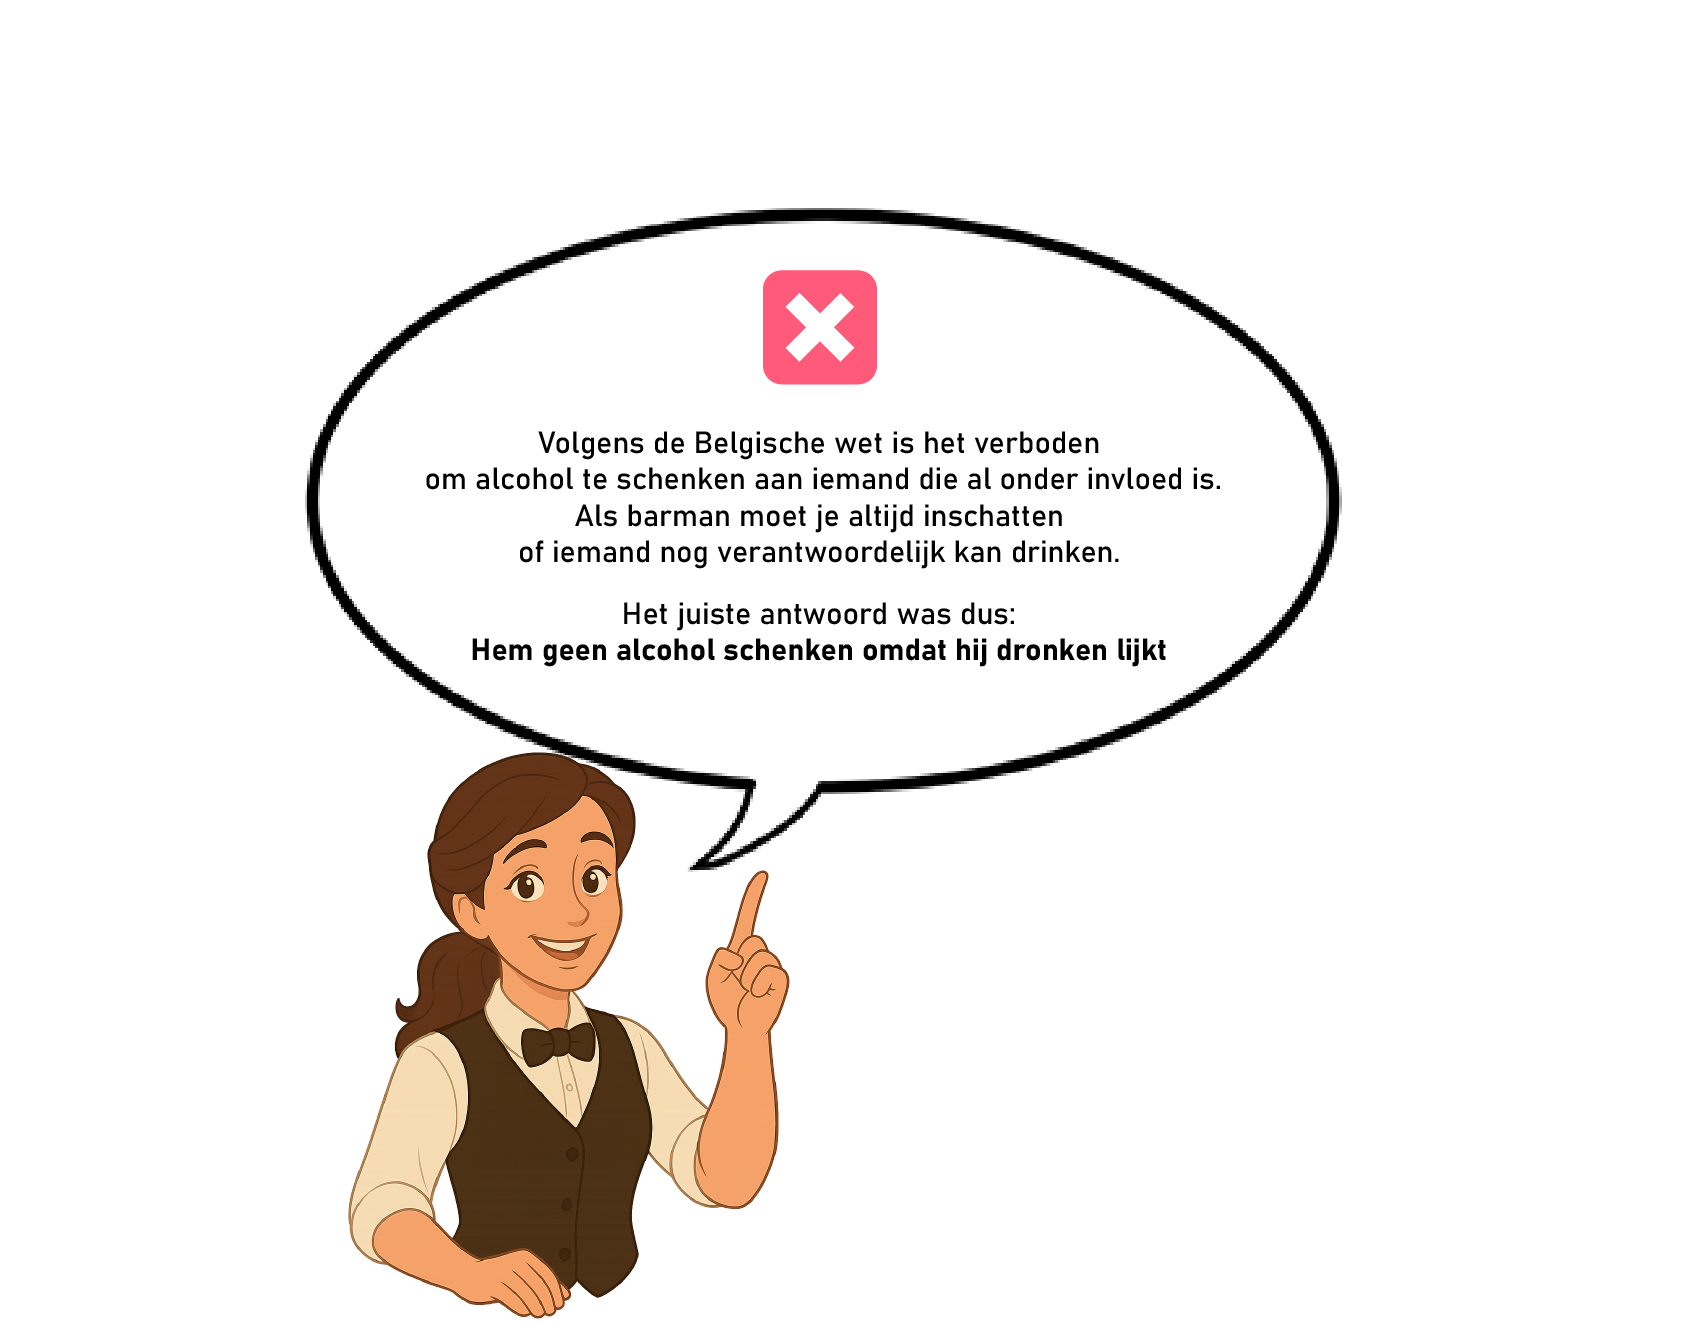 Volgens de Belgische wet is het verboden
om alcohol te schenken aan iemand die al onder invloed is.
Als barman moet je altijd inschatten
of iemand nog verantwoordelijk kan drinken.
Het juiste antwoord was dus:
Hem geen alcohol schenken omdat hij dronken lijkt